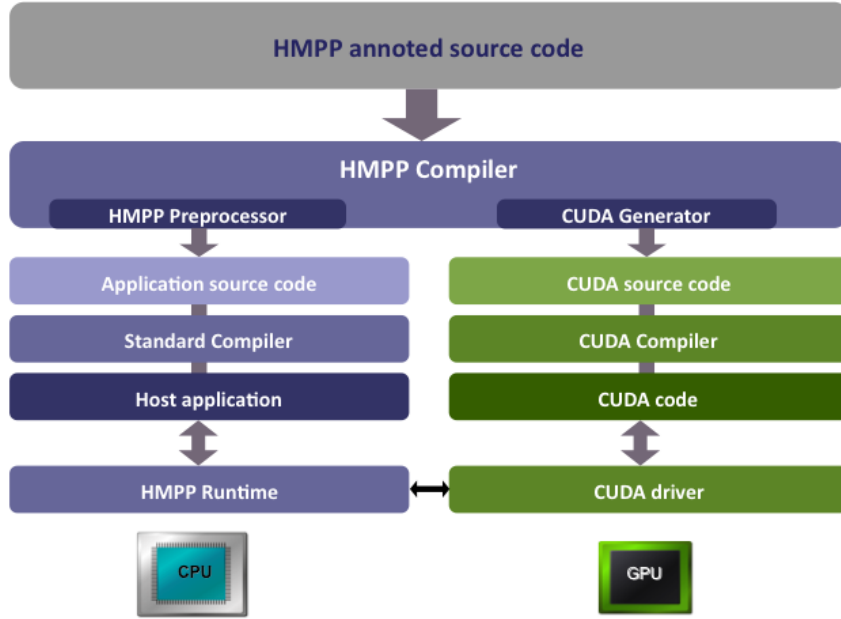 HMPP annoted source code
HMPP Compiler
HMPP Preprocessor
CUDA Generator
Application source code
CUDA source code
Standard Compiler
CUDA Compiler
Host application
CUDA code
HMPP Runtime
CUDA driver
CPU
GPU